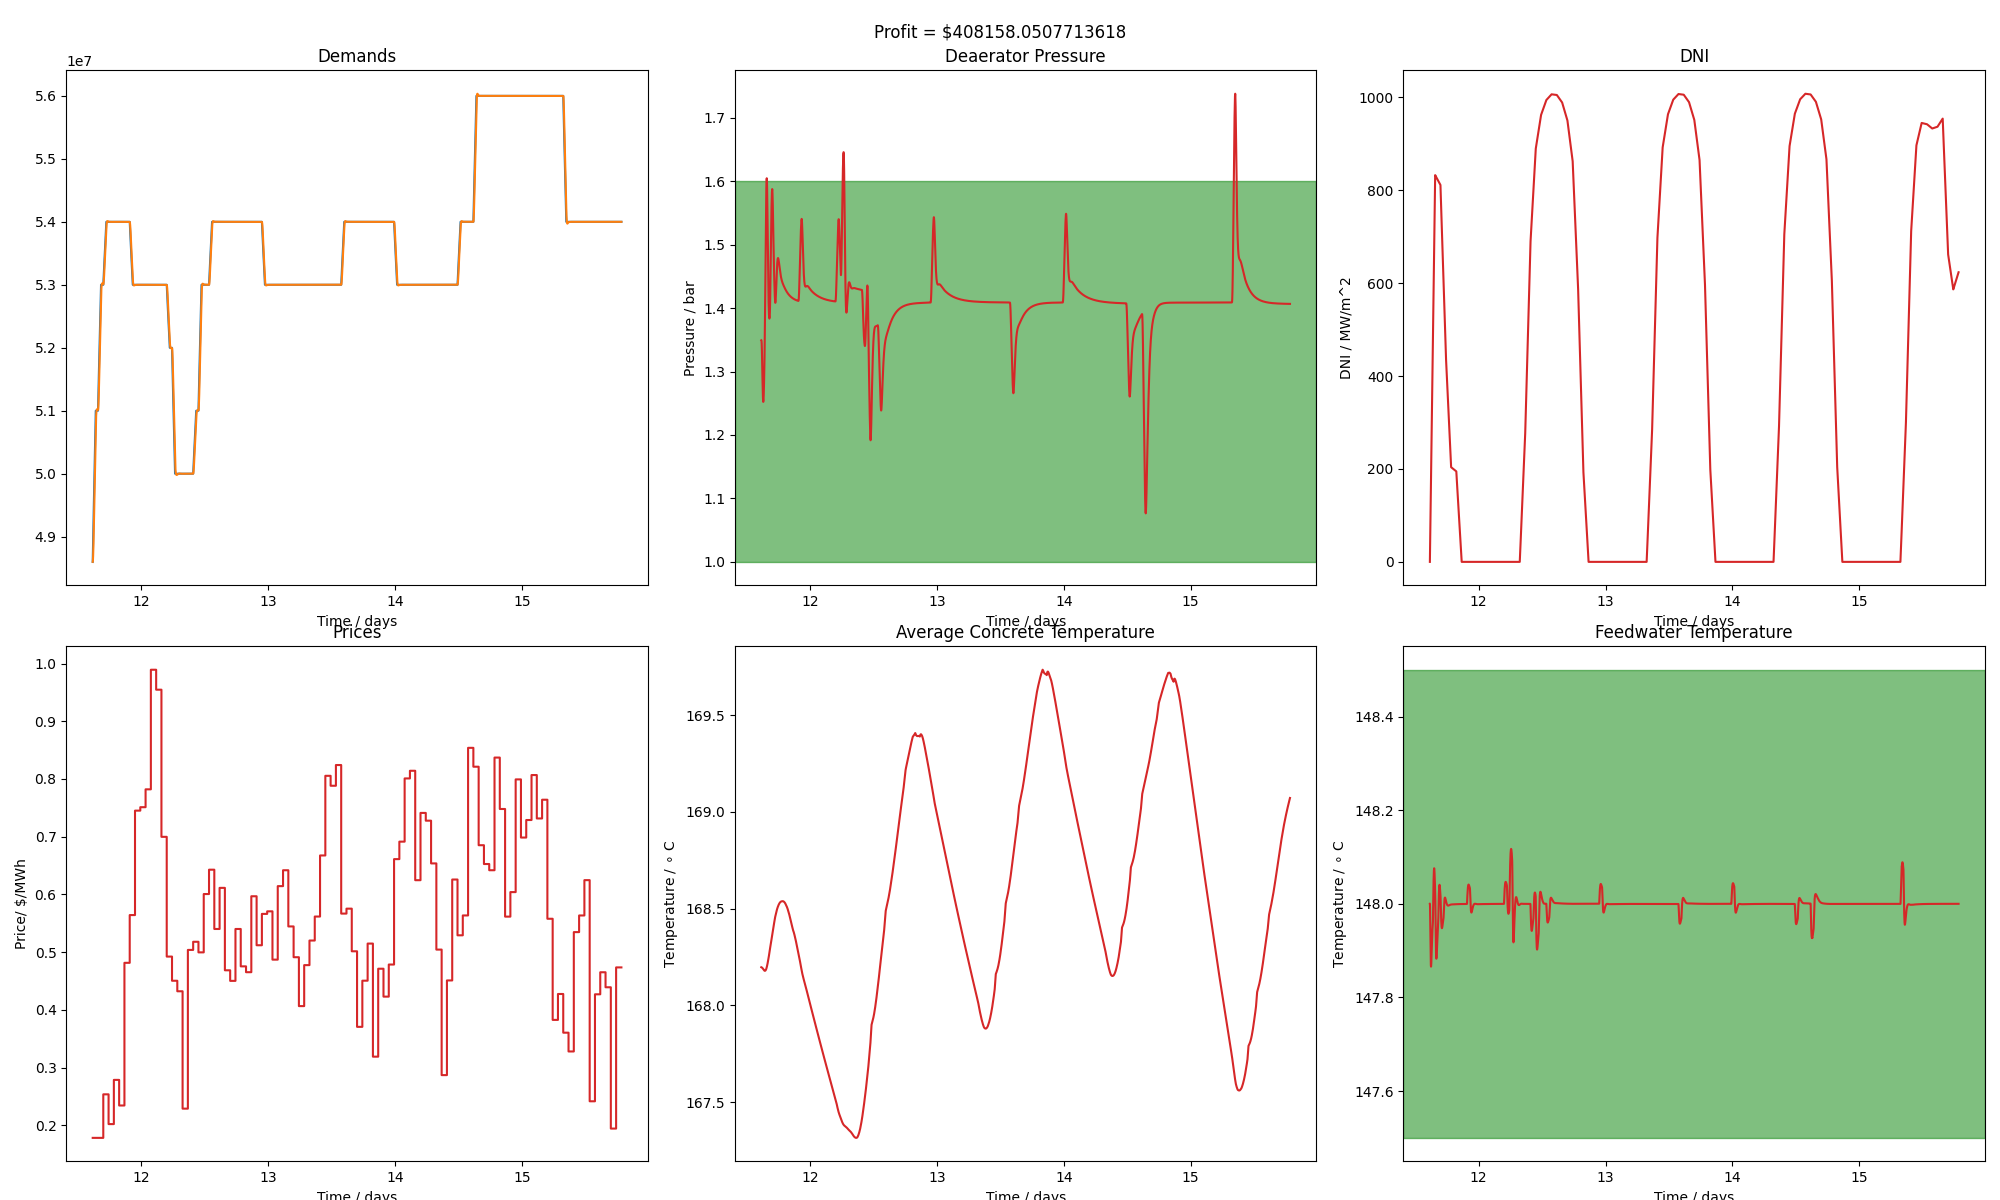 Profit = $408158.0507713618
Demands
1e7
5.6
5.5
5.4
5.3
5.2
5.1
5.0
4.9
12 13 14 15
Time / days
Deaerator Pressure
Pressure / bar
1.7
1.6
1.5
1.4
1.3
1.2
1.1
1.0
12 13 14 15
Time / days
DNI
DNI / MW/m^2
1000
800
600
400
200
0
12 13 14 15
Time / days
Prices
Price/ $/MWh
1.0
0.9
0.8
0.7
0.6
0.5
0.4
0.3
0.2
12 13 14 15
Time / days
Average Concrete Temperature
Temperature / ∘ C
169.5
169.0
168.5
168.0
167.5
12 13 14 15
Time / days
Feedwater Temperature
Temperature / ∘ C
148.4
148.2
148.0
147.8
147.6
12 13 14 15
Time / days